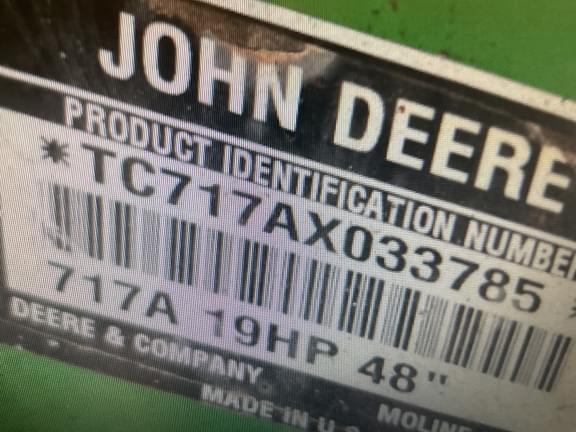 JOHN DEERE
PRODUCT IDENTIFICATION NUMBER
*TC717AX033785*
717A 19HP 48"
DEERE & COMPANY MOLINE
MADE IN U.S.